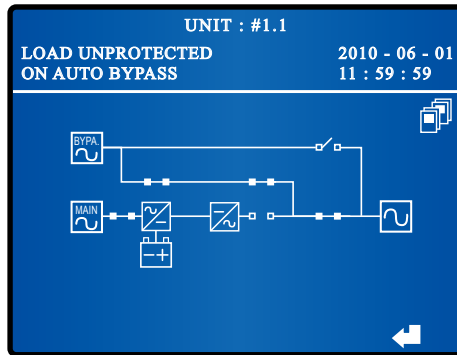 UNIT : #1.1
LOAD UNPROTECTED
ON AUTO BYPASS
2010 - 06 - 01
11 : 59 : 59
BYPA.
MAIN